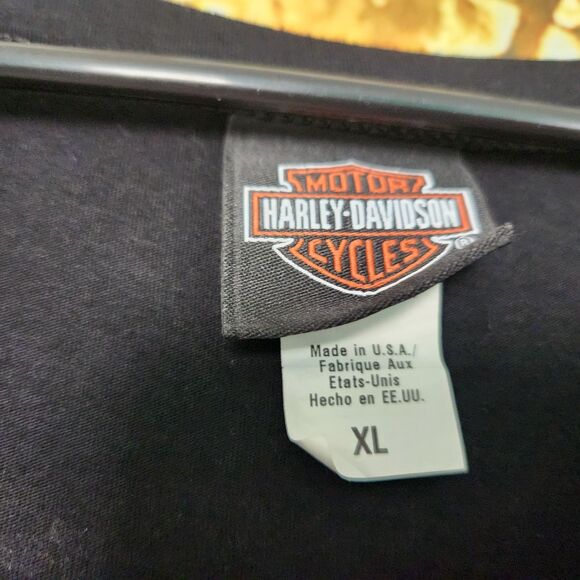 MOTOR
HARLEY-DAVIDSON
CYCLES
®
Made in U.S.A./
Fabrique Aux
Etats-Unis
Hecho en EE.UU.
XL